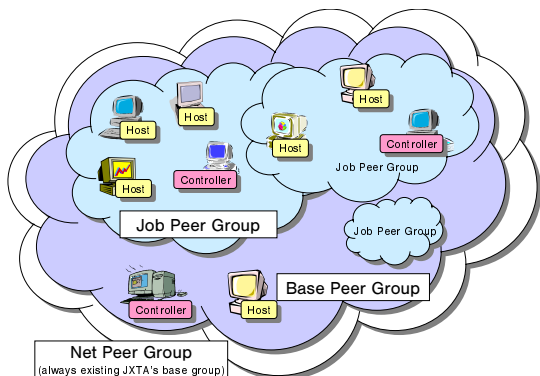 Host
Host
Host
Host
Controller
Host
Controller
Job Peer Group
Job Peer Group
Job Peer Group
Controller
Host
Base Peer Group
Net Peer Group
(always existing JXTA's base group)